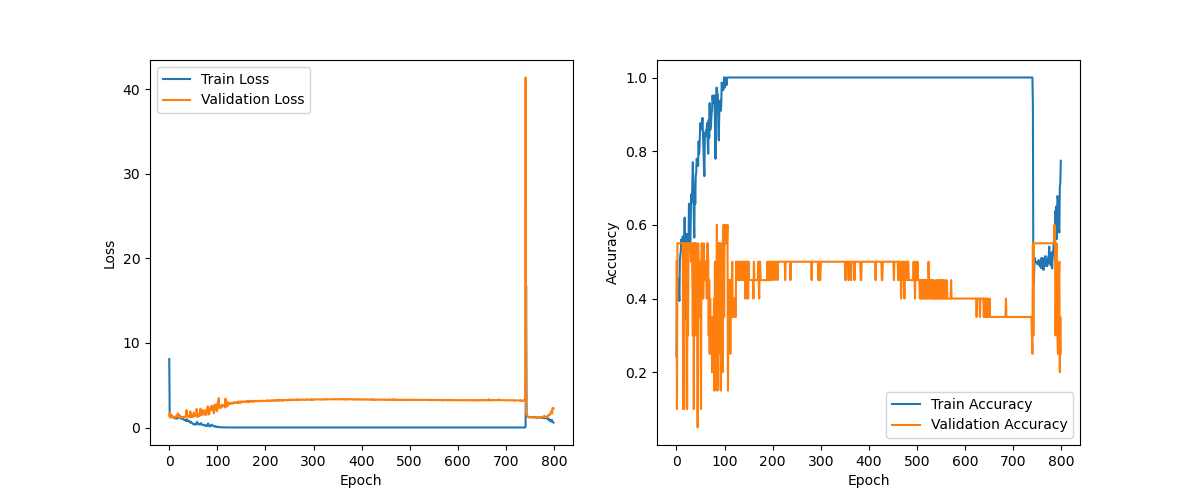 Train Loss
Validation Loss
40
30
20
10
0
Loss
0 100 200 300 400 500 600 700 800
Epoch
1.0
0.8
0.6
0.4
0.2
Accuracy
Train Accuracy
Validation Accuracy
0 100 200 300 400 500 600 700 800
Epoch